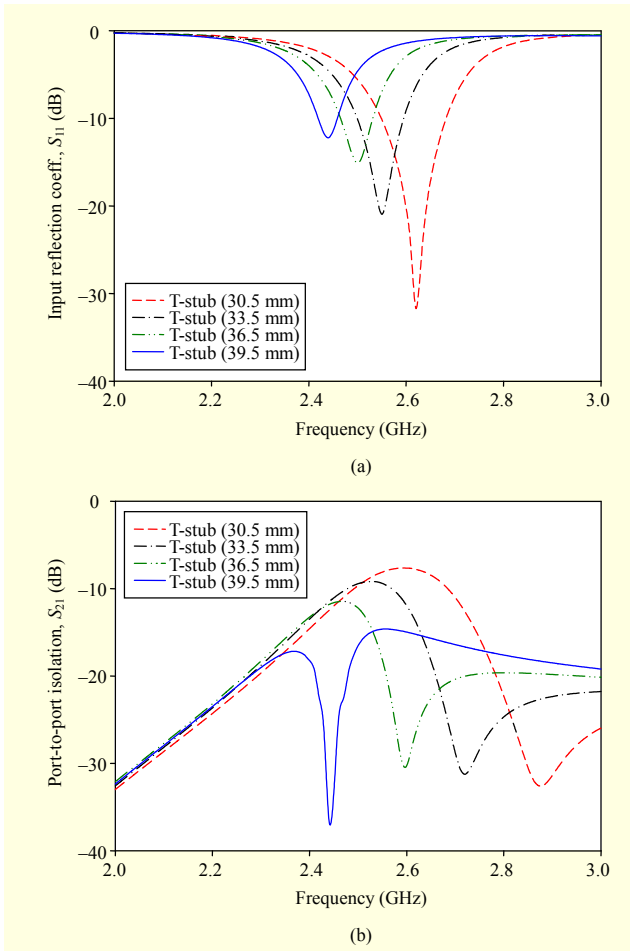 0
−10
−20
−30
−40
Input reflection coeff., S11 (dB)
T-stub (30.5 mm)
T-stub (33.5 mm)
T-stub (36.5 mm)
T-stub (39.5 mm)
2.0 2.2 2.4 2.6 2.8 3.0
Frequency (GHz)
(a)
0
−10
−20
−30
−40
Port-to-port isolation, S21 (dB)
T-stub (30.5 mm)
T-stub (33.5 mm)
T-stub (36.5 mm)
T-stub (39.5 mm)
2.0 2.2 2.4 2.6 2.8 3.0
Frequency (GHz)
(b)